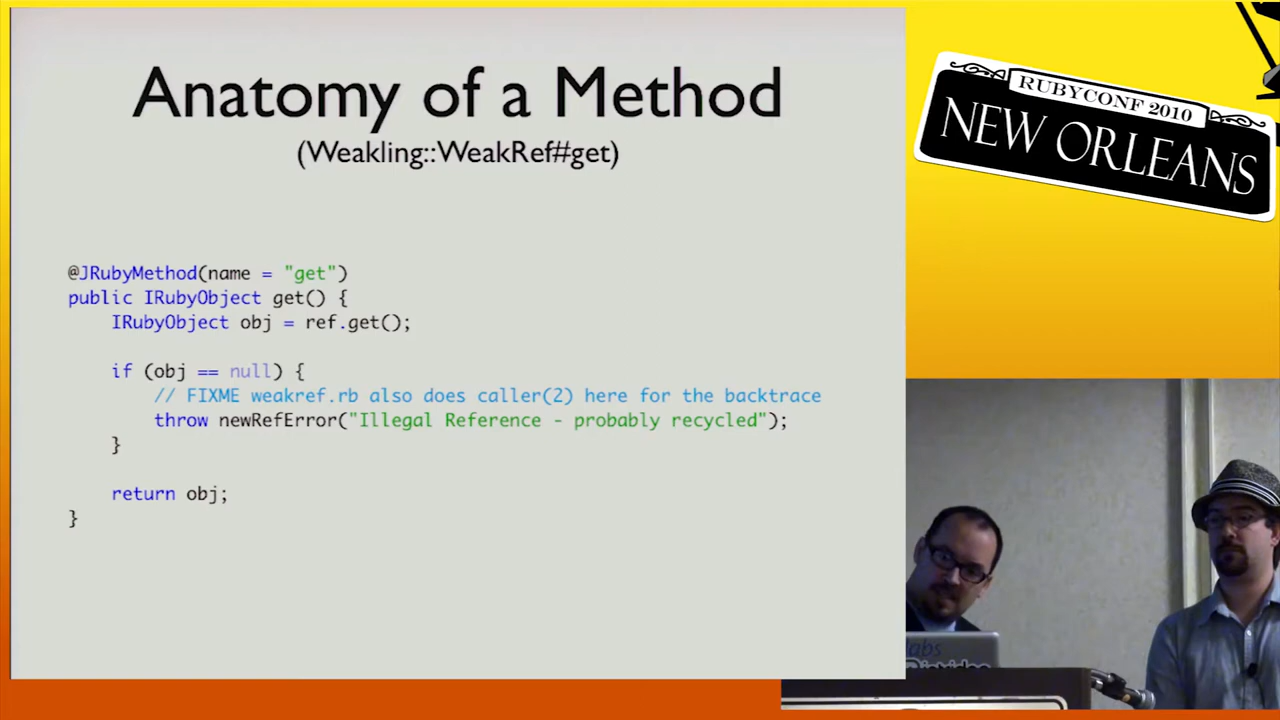 Anatomy of a Method
(Weakling::WeakRef#get)
@JRubyMethod(name = "get")
public IRubyObject get() {
IRubyObject obj = ref.get();
if (obj == null) {
// FIXME weakref.rb also does caller(2) here for the backtrace
throw newRefError("Illegal Reference - probably recycled");
}
return obj;
}
RUBYCONF 2010
NEW ORLEANS
labs